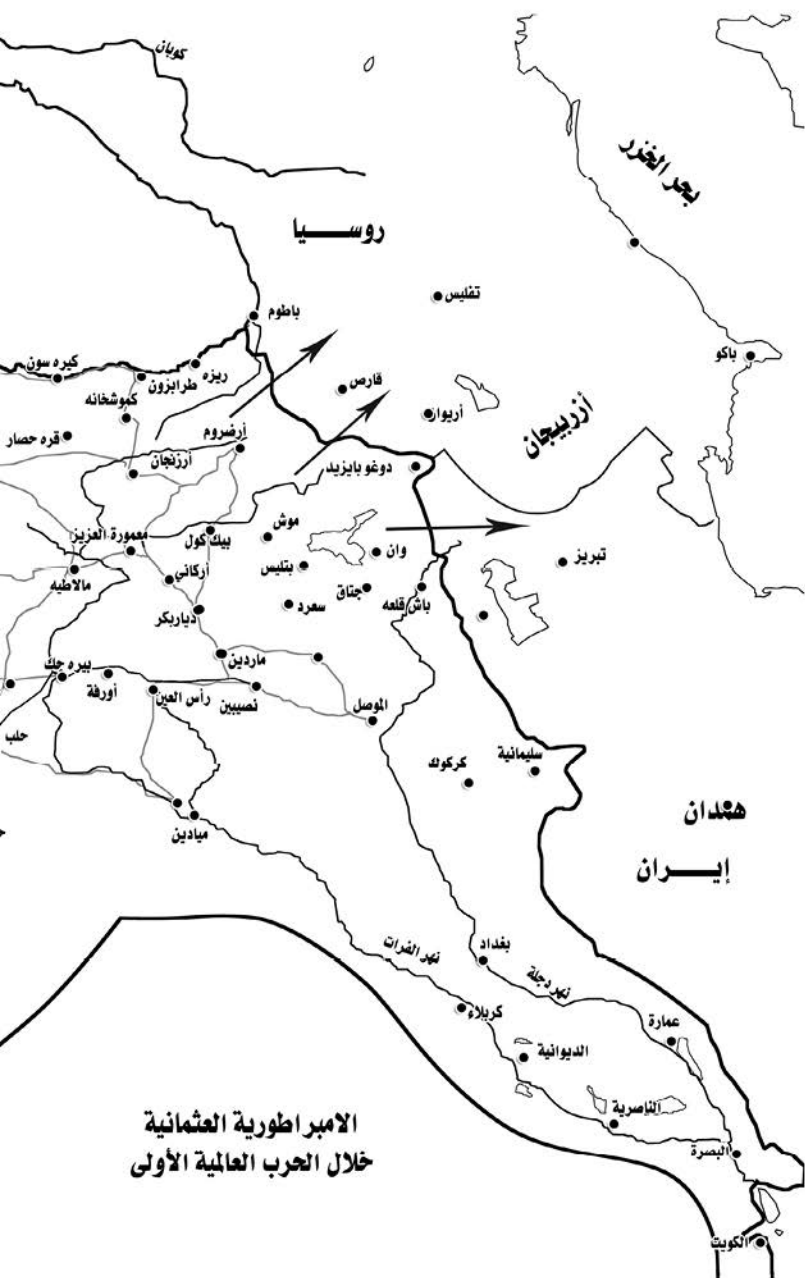 كوبان
بحر الخزر
روســـيا
تفليس
باطوم
باكو
كيره سون
طرابزون
ريزه
قارص
كموشخانه
أريوان
أزربيجان
قره حصار
أرضروم
أرزنجان
دوغو بايزيد
موش
معمورة العزيز
بيك كول
وان
تبريز
بتليس
أركاني
مالاطيه
جتاق
باش قلعه
سعرد
دياربكر
ماردين
بيره جك
أورفة
رأس العين
نصيبين
الموصل
حلب
سليمانية
كركوك
همدان
ميادين
إيـــران
بغداد
نهر الفرات
نهر دجلة
كربلاء
عمارة
الديوانية
الناصرية
الامبراطورية العثمانية
خلال الحرب العالمية الأولى
البصرة
الكويت